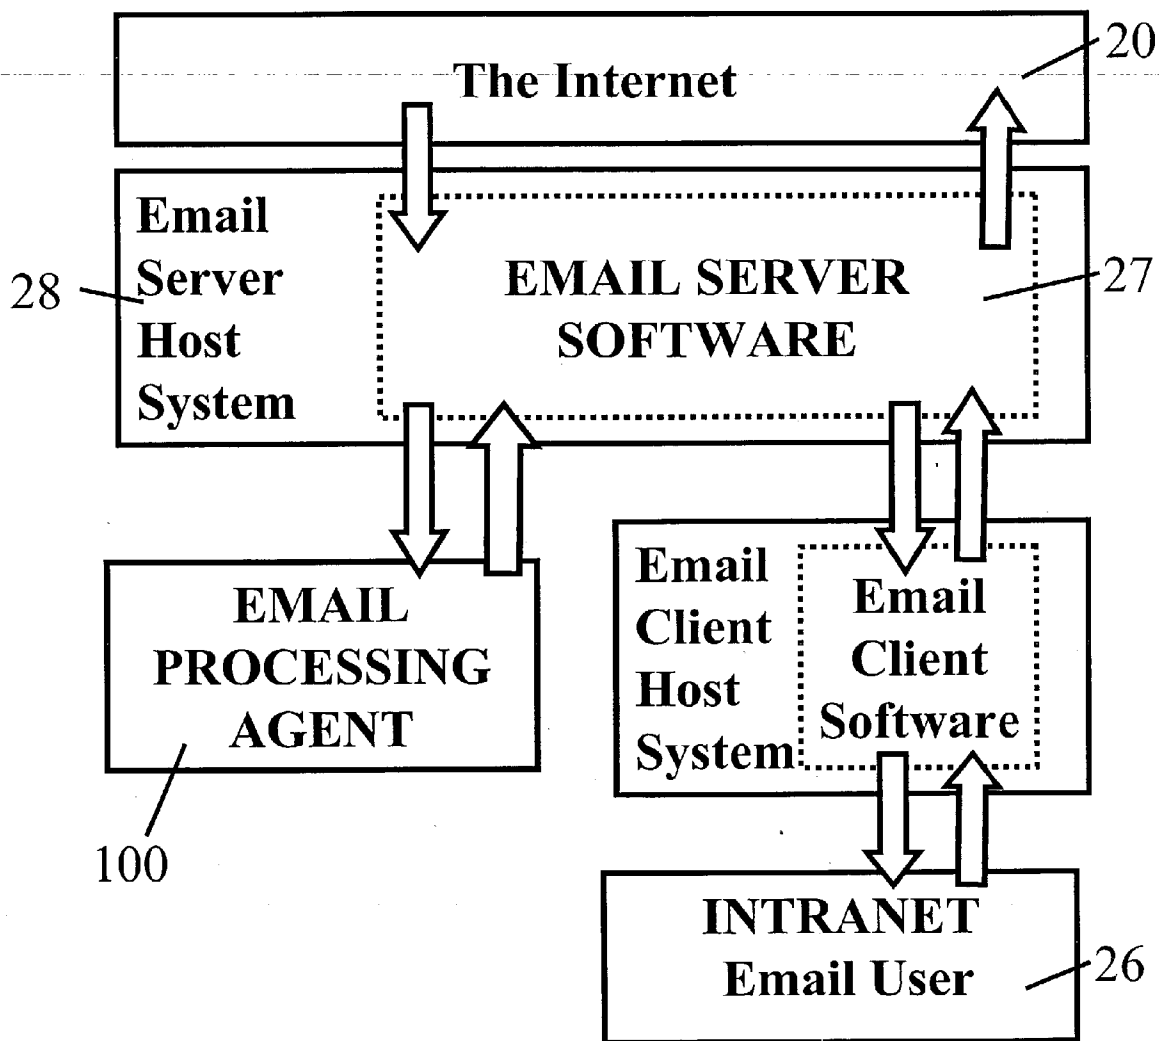 The Internet
20
Email
Server
Host
System
28
EMAIL SERVER
SOFTWARE
27
EMAIL
PROCESSING
AGENT
100
Email
Client
Host
System
Email
Client
Software
INTRANET
Email User
26